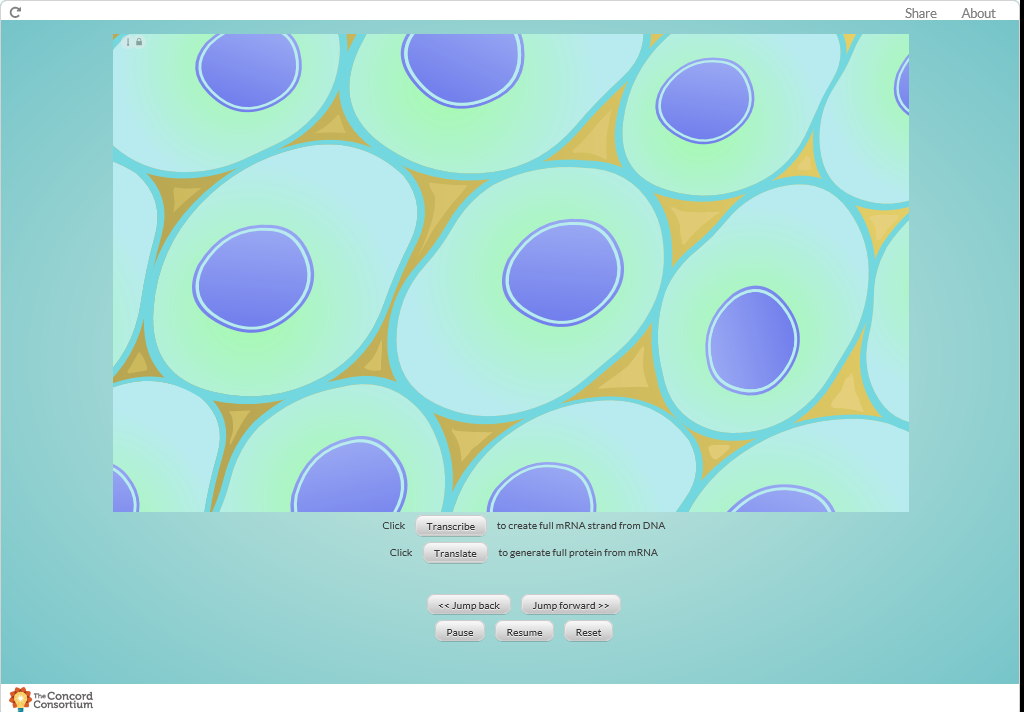 Share About
Click Transcribe to create full mRNA strand from DNA
Click Translate to generate full protein from mRNA
<< Jump back Jump forward >>
Pause Resume Reset
The Concord
Consortium